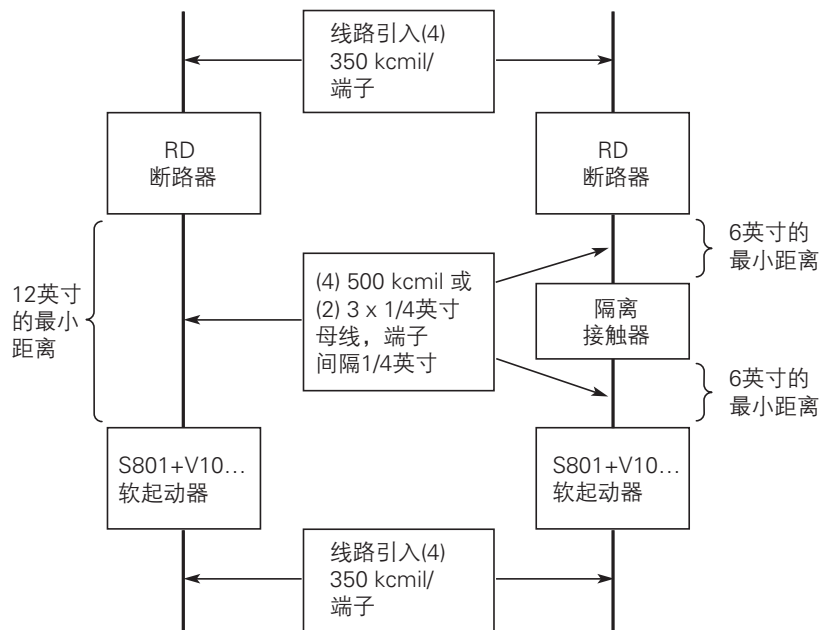 线路引入(4)
350 kcmil/
端子
RD
断路器
RD
断路器
6英寸的
最小距离
12英寸
的最小
距离
(4) 500 kcmil 或
(2) 3 x 1/4英寸
母线，端子
间隔1/4英寸
隔离
接触器
6英寸的
最小距离
S801+V10...
软起动器
S801+V10...
软起动器
线路引入(4)
350 kcmil/
端子